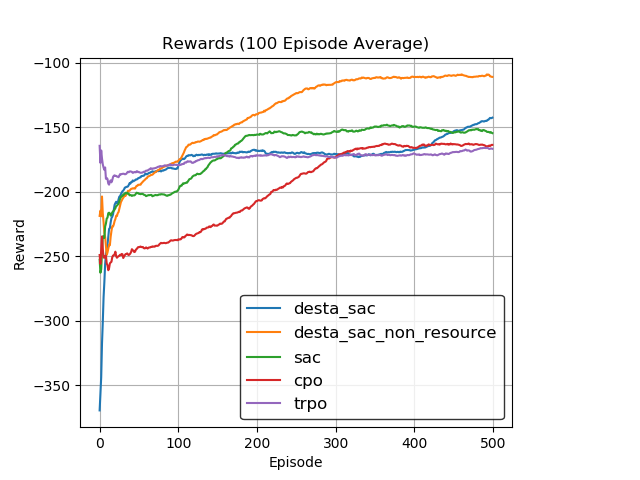 Rewards (100 Episode Average)
−100
−150
−200
−250
−300
−350
Reward
0 100 200 300 400 500
Episode
desta_sac
desta_sac_non_resource
sac
cpo
trpo